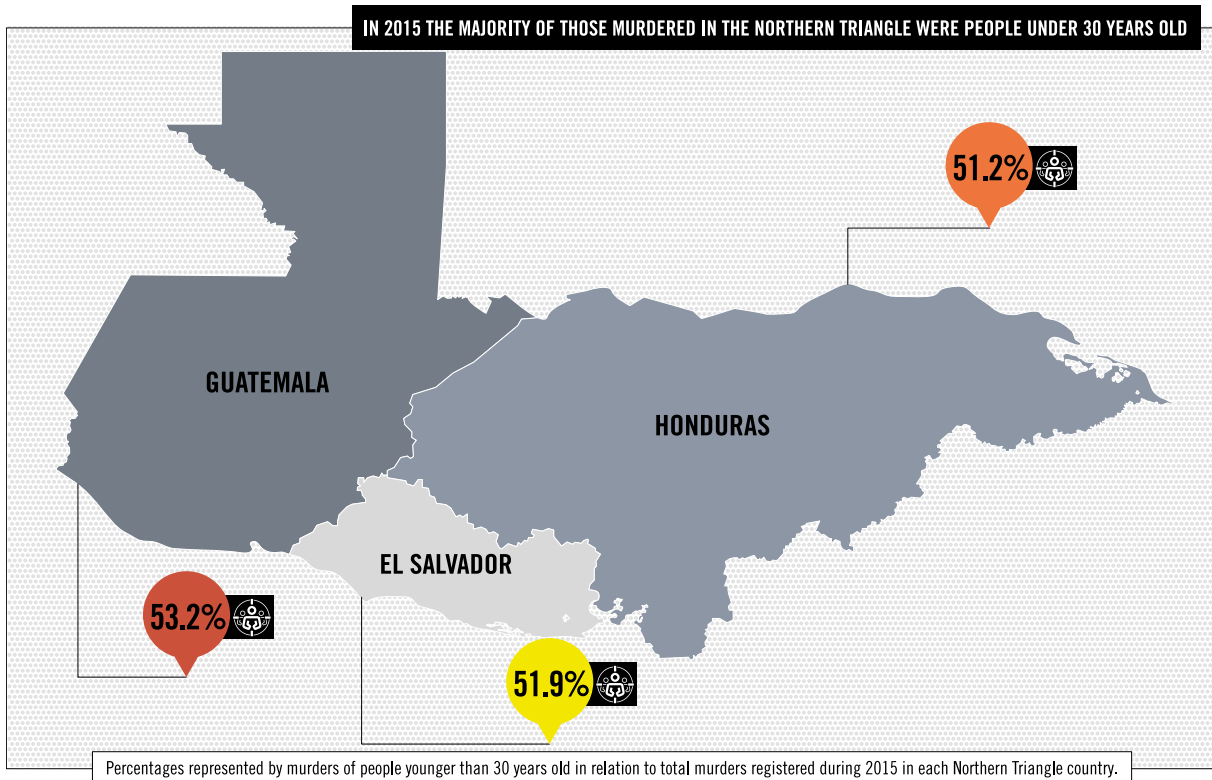 IN 2015 THE MAJORITY OF THOSE MURDERED IN THE NORTHERN TRIANGLE WERE PEOPLE UNDER 30 YEARS OLD
51.2%
GUATEMALA
HONDURAS
EL SALVADOR
53.2%
51.9%
Percentages represented by murders of people younger than 30 years old in relation to total murders registered during 2015 in each Northern Triangle country.